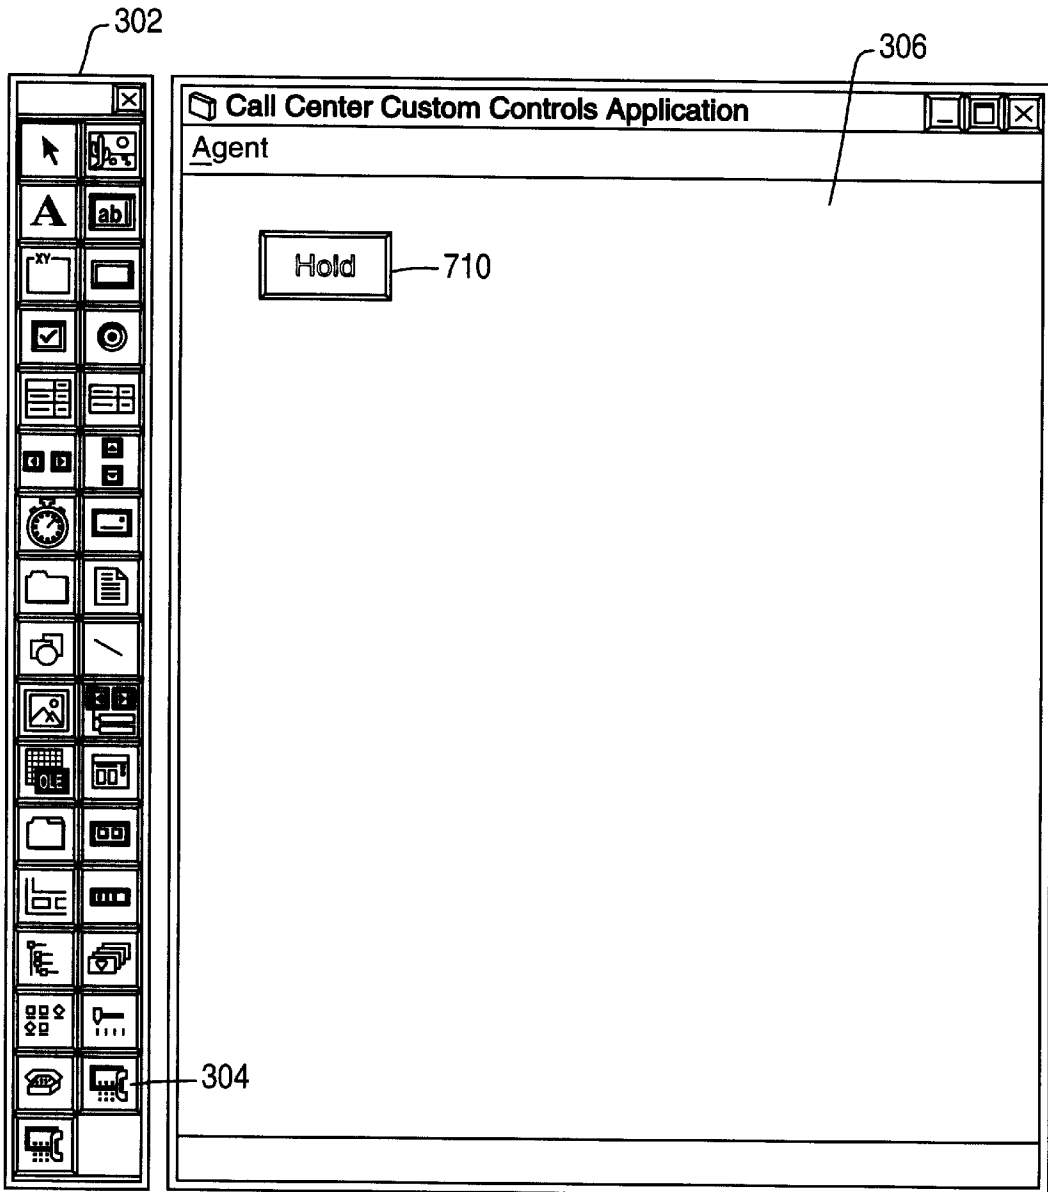 302
306
Call Center Custom Controls Application
Agent
A
ab
XY
Hold
710
OLE
304